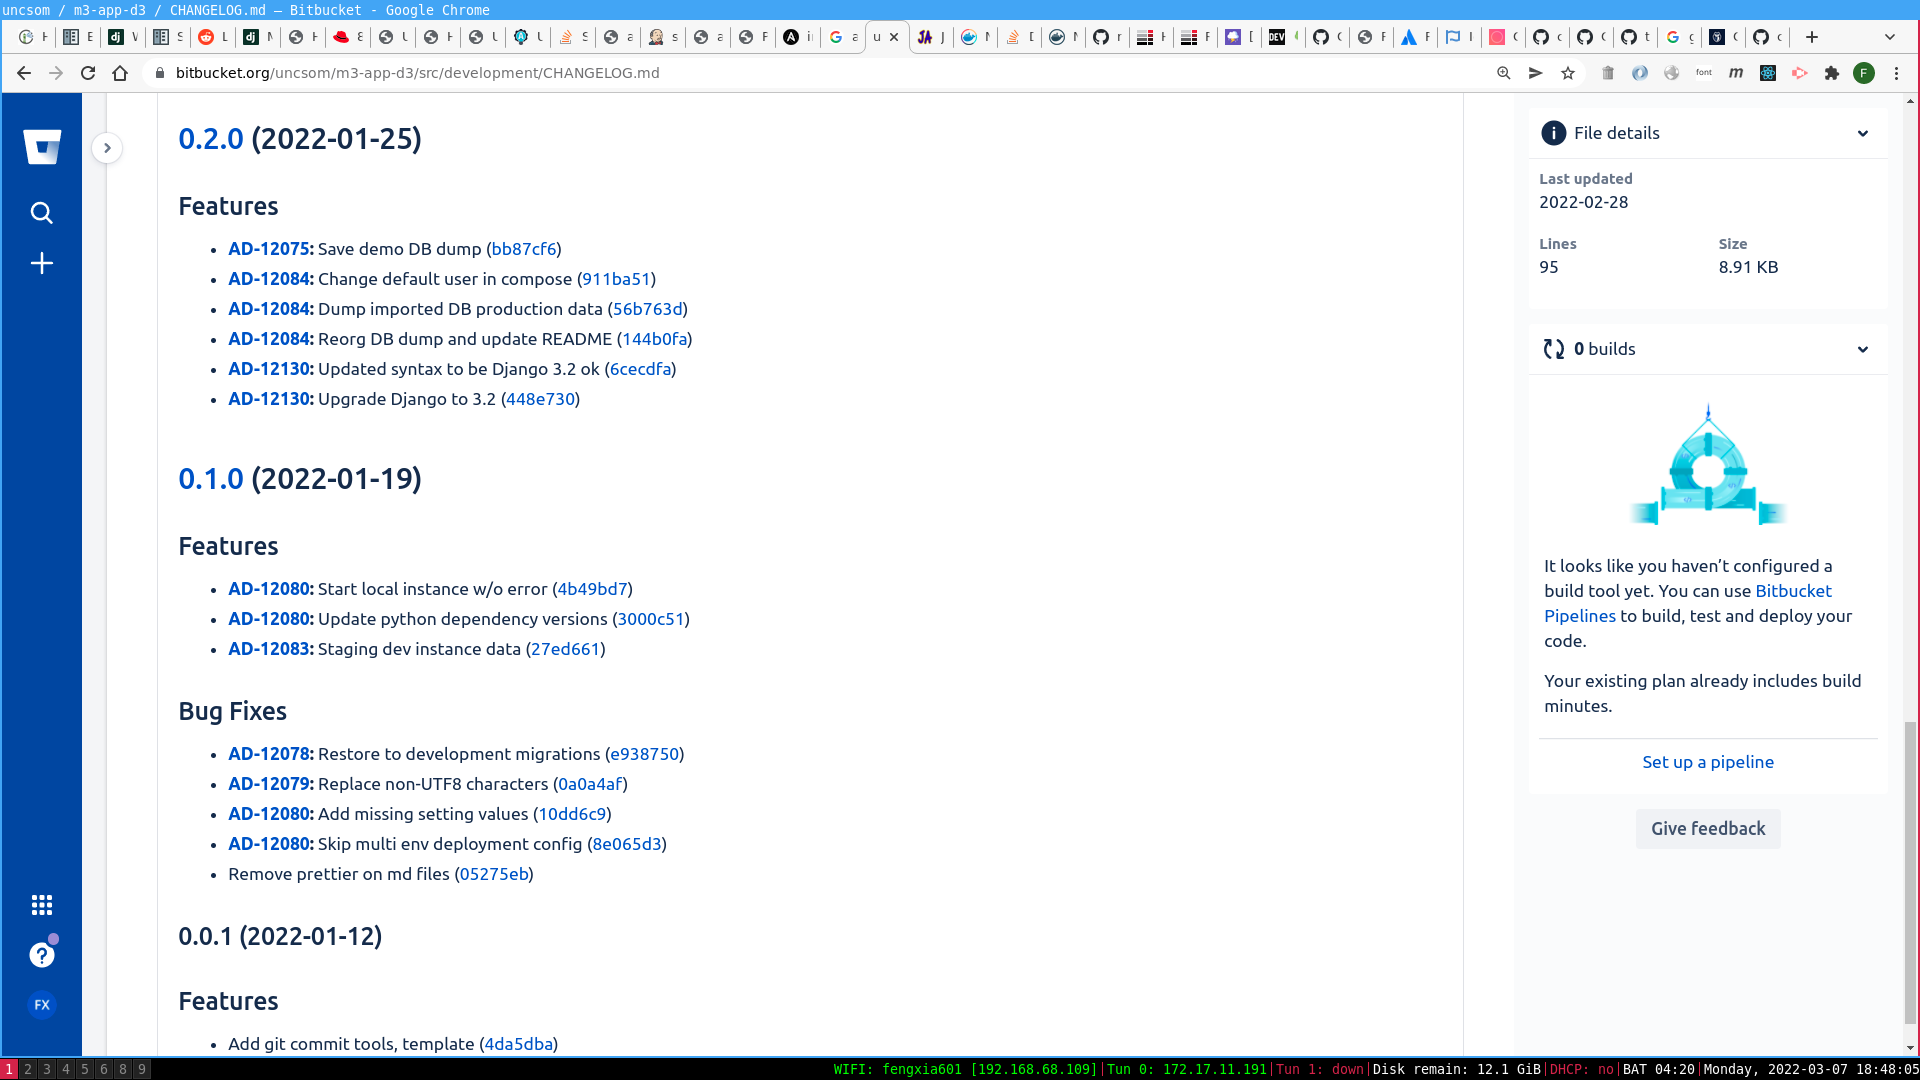 uncsom / m3-app-d3 / CHANGELOG.md — Bitbucket - Google Chrome
bitbucket.org/uncsom/m3-app-d3/src/development/CHANGELOG.md
font
m
F
0.2.0 (2022-01-25)
Features
• AD-12075: Save demo DB dump (bb87cf6)
• AD-12084: Change default user in compose (911ba51)
• AD-12084: Dump imported DB production data (56b763d)
• AD-12084: Reorg DB dump and update README (144b0fa)
• AD-12130: Updated syntax to be Django 3.2 ok (6cecdfa)
• AD-12130: Upgrade Django to 3.2 (448e730)
0.1.0 (2022-01-19)
Features
• AD-12080: Start local instance w/o error (4b49bd7)
• AD-12080: Update python dependency versions (3000c51)
• AD-12083: Staging dev instance data (27ed661)
Bug Fixes
• AD-12078: Restore to development migrations (e938750)
• AD-12079: Replace non-UTF8 characters (0a0a4af)
• AD-12080: Add missing setting values (10dd6c9)
• AD-12080: Skip multi env deployment config (8e065d3)
• Remove prettier on md files (05275eb)
0.0.1 (2022-01-12)
Features
• Add git commit tools, template (4da5dba)
File details
Last updated
2022-02-28
Lines Size
95 8.91 KB
0 builds
It looks like you haven’t configured a
build tool yet. You can use Bitbucket
Pipelines to build, test and deploy your
code.
Your existing plan already includes build
minutes.
Set up a pipeline
Give feedback
FX
1 2 3 4 5 6 8 9
WIFI: fengxia601 [192.168.68.109]|Tun 0: 172.17.11.191|Tun 1: down|Disk remain: 12.1 GiB|DHCP: no|BAT 04:20|Monday, 2022-03-07 18:48:05